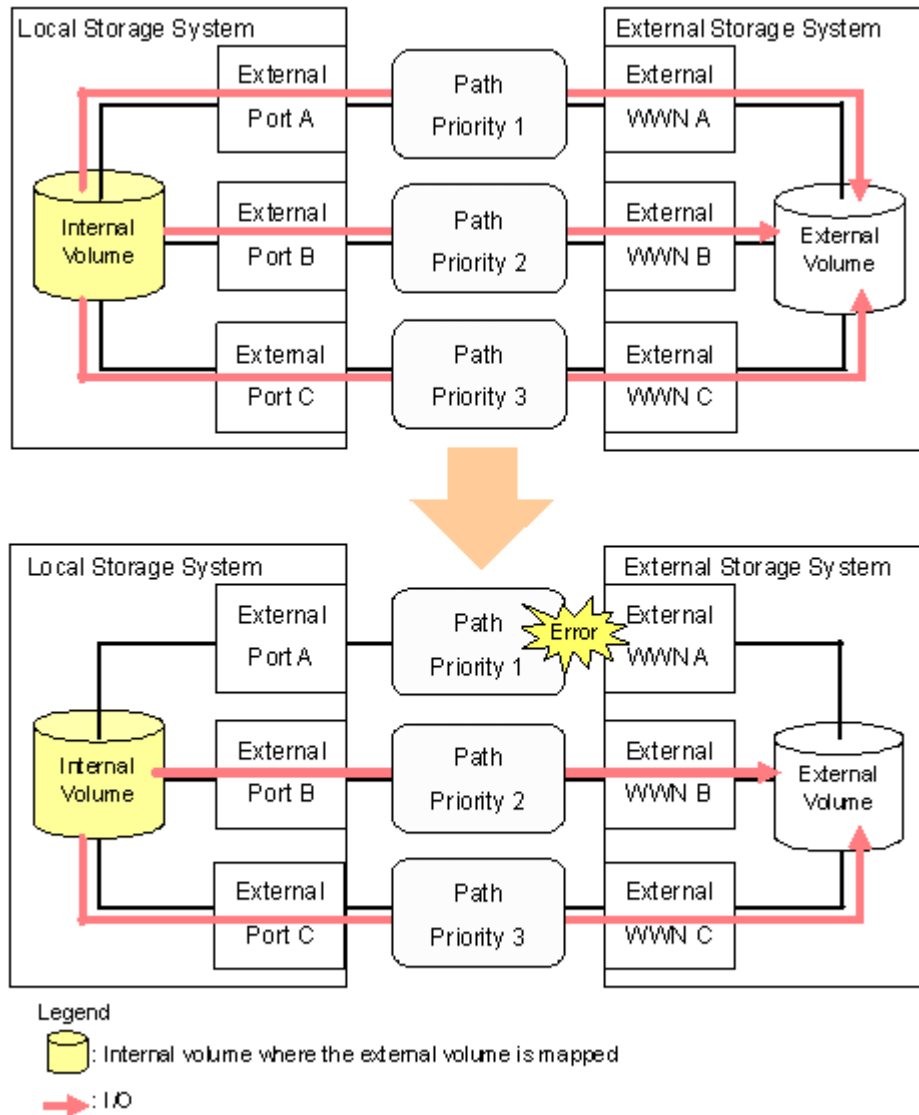 Local Storage System
External Storage System
External
Port A
Path
Priority 1
External
WWN A
Internal
Volume
External
Port B
Path
Priority 2
External
WWN B
External
Volume
External
Port C
Path
Priority 3
External
WWN C
Local Storage System
External Storage System
External
Port A
Path
Priority 1
Error
External
WWN A
Internal
Volume
External
Port B
Path
Priority 2
External
WWN B
External
Volume
External
Port C
Path
Priority 3
External
WWN C
Legend
: Internal volume where the external volume is mapped
: I/O